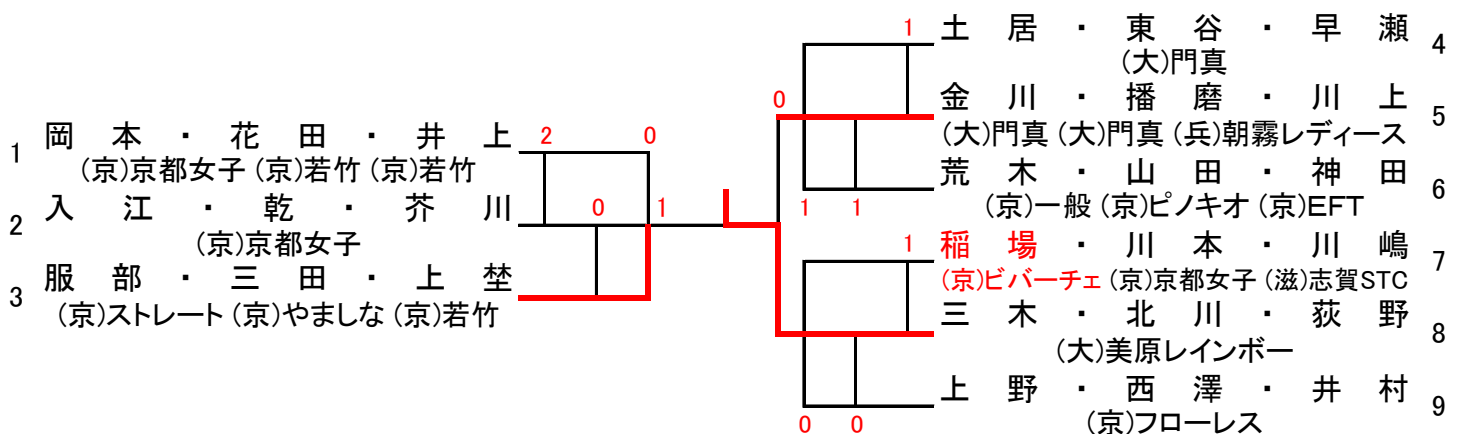 1 岡本・花田・井上
(京)京都女子 (京)若竹 (京)若竹
2 入江・乾・芥川
(京)京都女子
3 服部・三田・上埜
(京)ストレート (京)やましな (京)若竹
2 0
0 1
1 土居・東谷・早瀬 4
(大)門真
0 金川・播磨・川上 5
(大)門真 (大)門真 (兵)朝霧レディース
荒木・山田・神田 6
1 1 (京)一般 (京)ピノキオ (京)EFT
1 稲場・川本・川嶋 7
(京)ビバーチェ (京)京都女子 (滋)志賀STC
三木・北川・荻野 8
(大)美原レインボー
上野・西澤・井村 9
0 0 (京)フローレス